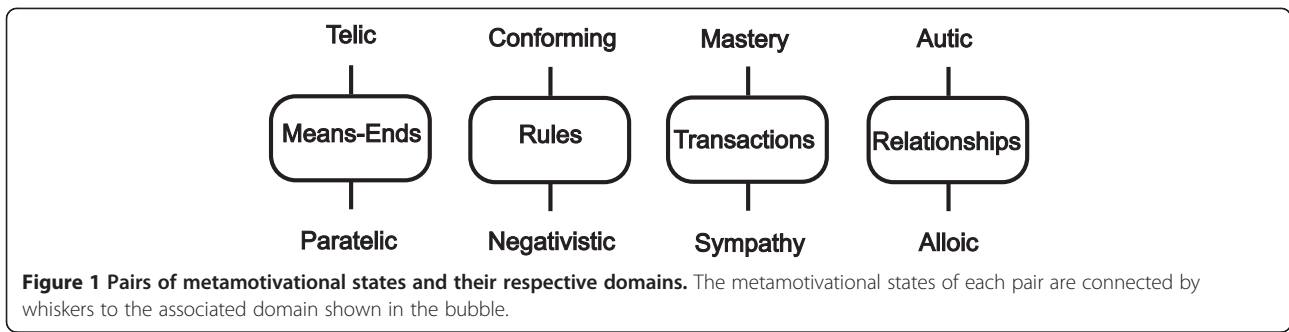 Telic Conforming Mastery Autic
Means-Ends Rules Transactions Relationships
Paratelic Negativistic Sympathy Alloic
Figure 1 Pairs of metamotivational states and their respective domains. The metamotivational states of each pair are connected by
whiskers to the associated domain shown in the bubble.